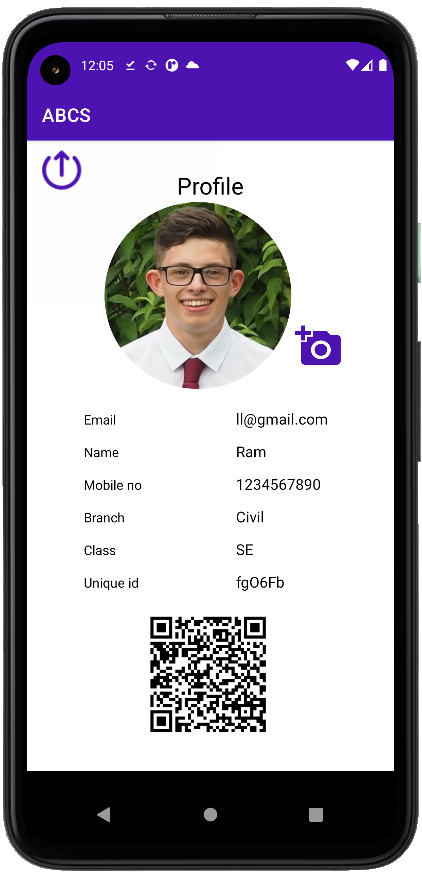 12:05
ABCS
Profile
Email ll@gmail.com
Name Ram
Mobile no 1234567890
Branch Civil
Class SE
Unique id fgO6Fb